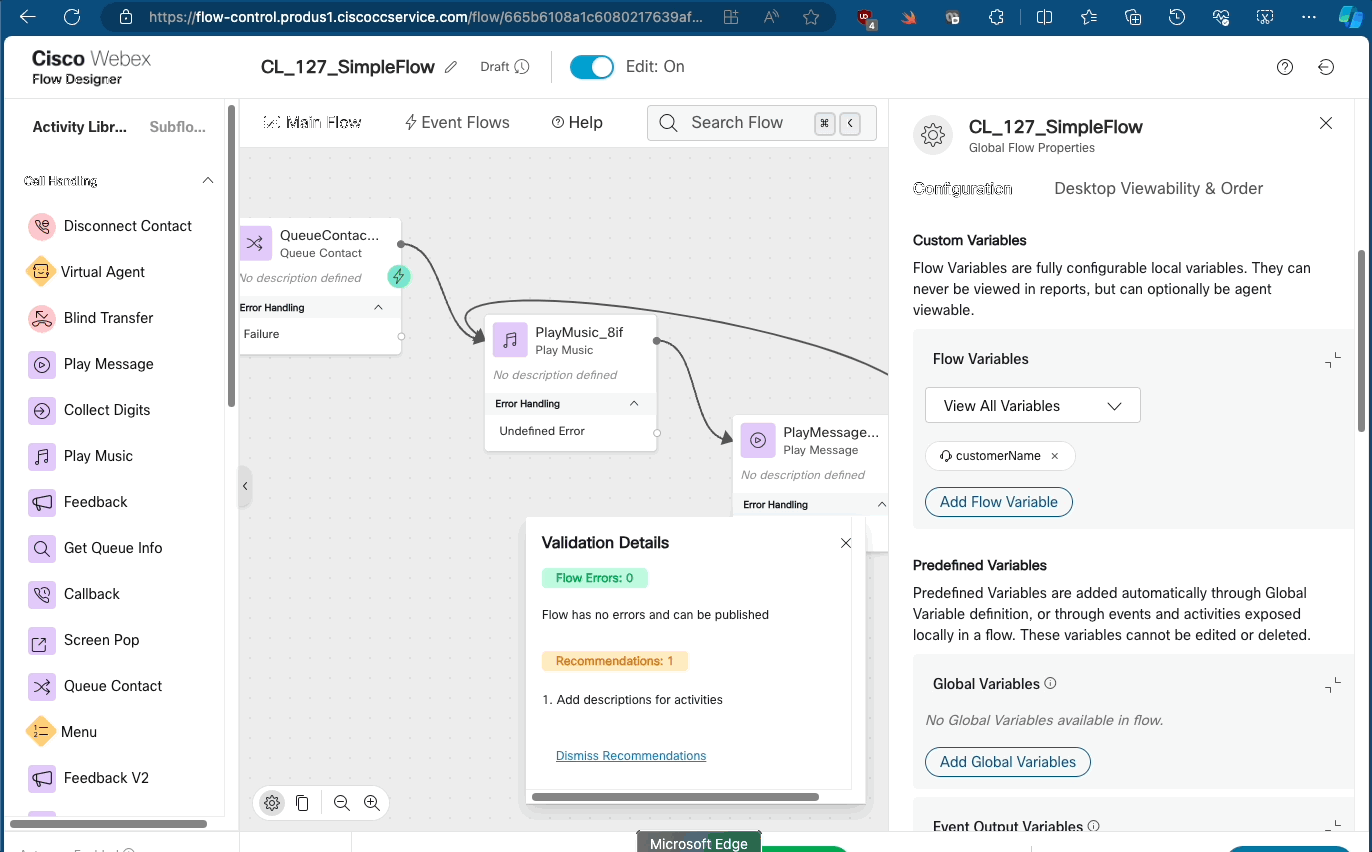 https://flow-control.produs1.ciscoccservice.com/flow/665b6108a1c6080217639af...
4
Cisco Webex
Flow Designer
CL_127_SimpleFlow
Draft
Edit: On
Activity Libr...
Subflo...
Call Handling
Disconnect Contact
Virtual Agent
Blind Transfer
Play Message
Collect Digits
Play Music
Feedback
Get Queue Info
Callback
Screen Pop
Queue Contact
Menu
Feedback V2
Main Flow
Event Flows
Help
Search Flow
QueueContac...
Queue Contact
No description defined
Error Handling
Failure
PlayMusic_8if
Play Music
No description defined
Error Handling
Undefined Error
PlayMessage...
Play Message
No description defined
Error Handling
Validation Details
Flow Errors: 0
Flow has no errors and can be published
Recommendations: 1
1. Add descriptions for activities
Dismiss Recommendations
CL_127_SimpleFlow
Global Flow Properties
Configuration
Desktop Viewability & Order
Custom Variables
Flow Variables are fully configurable local variables. They can
never be viewed in reports, but can optionally be agent
viewable.
Flow Variables
View All Variables
customerName
Add Flow Variable
Predefined Variables
Predefined Variables are added automatically through Global
Variable definition, or through events and activities exposed
locally in a flow. These variables cannot be edited or deleted.
Global Variables
No Global Variables available in flow.
Add Global Variables
Event Output Variables
Microsoft Edge